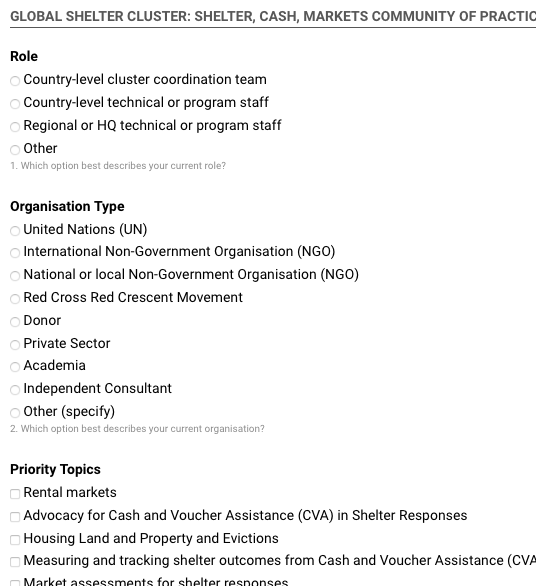 GLOBAL SHELTER CLUSTER: SHELTER, CASH, MARKETS COMMUNITY OF PRACTIC
Role
Country-level cluster coordination team
Country-level technical or program staff
Regional or HQ technical or program staff
Other
1. Which option best describes your current role?
Organisation Type
United Nations (UN)
International Non-Government Organisation (NGO)
National or local Non-Government Organisation (NGO)
Red Cross Red Crescent Movement
Donor
Private Sector
Academia
Independent Consultant
Other (specify)
2. Which option best describes your current organisation?
Priority Topics
Rental markets
Advocacy for Cash and Voucher Assistance (CVA) in Shelter Responses
Housing Land and Property and Evictions
Measuring and tracking shelter outcomes from Cash and Voucher Assistance (CVA
Market assessments for shelter responses